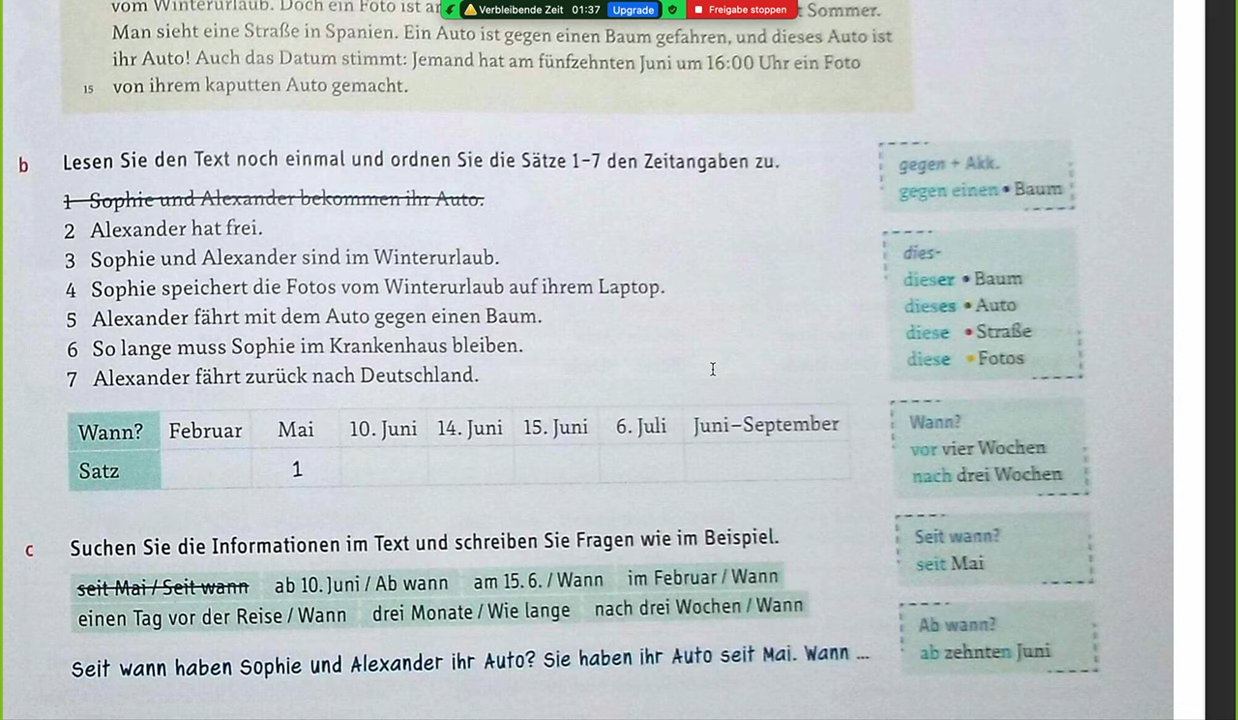 vom Winterurlaub. Doch ein Foto ist
Verbleibende Zeit 01:37 Upgrade Freigabe stoppen
t Sommer.
Man sieht eine Straße in Spanien. Ein Auto ist gegen einen Baum gefahren, und dieses Auto ist
ihr Auto! Auch das Datum stimmt: Jemand hat am fünfzehnten Juni um 16:00 Uhr ein Foto
15 von ihrem kaputten Auto gemacht.
b Lesen Sie den Text noch einmal und ordnen Sie die Sätze 1–7 den Zeitangaben zu.
1 Sophie und Alexander bekommen ihr Auto.
2 Alexander hat frei.
3 Sophie und Alexander sind im Winterurlaub.
4 Sophie speichert die Fotos vom Winterurlaub auf ihrem Laptop.
5 Alexander fährt mit dem Auto gegen einen Baum.
6 So lange muss Sophie im Krankenhaus bleiben.
7 Alexander fährt zurück nach Deutschland.
Wann? Februar Mai 10. Juni 14. Juni 15. Juni 6. Juli Juni–September
Satz 1
c Suchen Sie die Informationen im Text und schreiben Sie Fragen wie im Beispiel.
seit Mai / Seit wann ab 10. Juni / Ab wann am 15. 6. / Wann im Februar / Wann
einen Tag vor der Reise / Wann drei Monate / Wie lange nach drei Wochen / Wann
Seit wann haben Sophie und Alexander ihr Auto? Sie haben ihr Auto seit Mai. Wann ...
gegen + Akk.
gegen einen • Baum
dies-
dieser • Baum
dieses • Auto
diese • Straße
diese • Fotos
Wann?
vor vier Wochen
nach drei Wochen
Seit wann?
seit Mai
Ab wann?
ab zehnten Juni